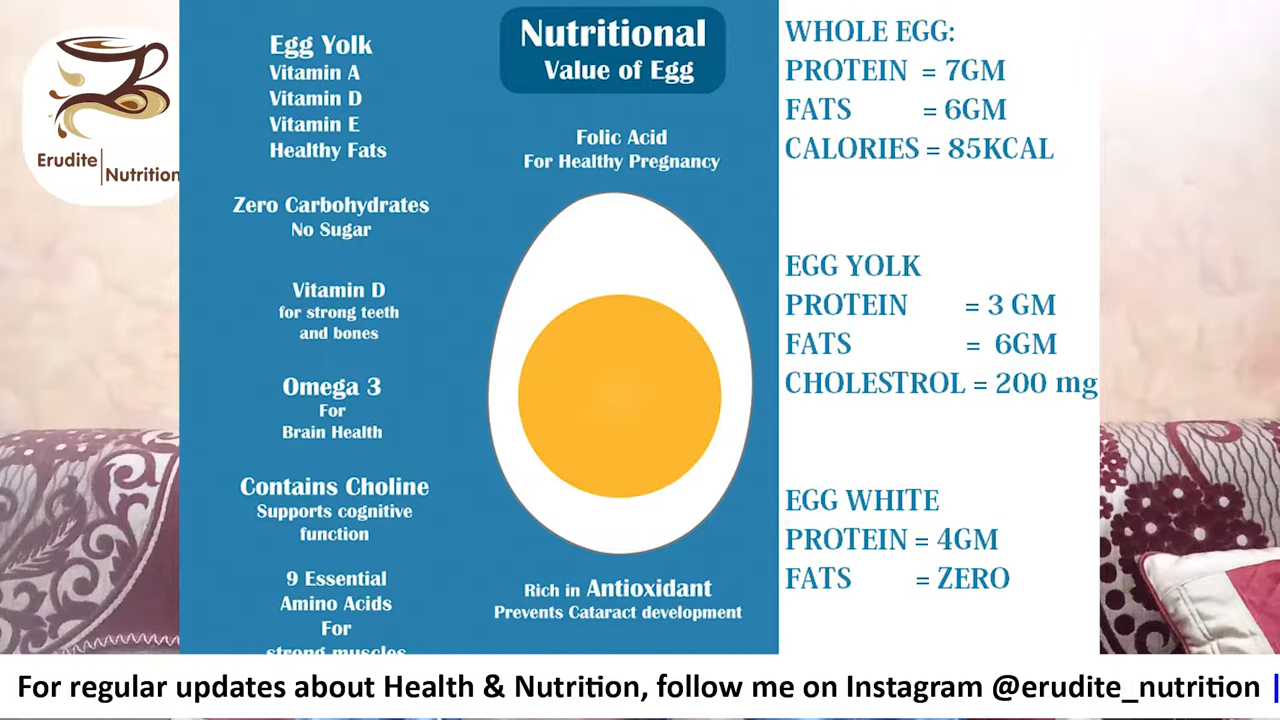 Erudite
Nutrition
Egg Yolk
Vitamin A
Vitamin D
Vitamin E
Healthy Fats
Zero Carbohydrates
No Sugar
Vitamin D
for strong teeth
and bones
Omega 3
For
Brain Health
Contains Choline
Supports cognitive
function
9 Essential
Amino Acids
For
strong muscles
Nutritional
Value of Egg
Folic Acid
For Healthy Pregnancy
Rich in Antioxidant
Prevents Cataract development
WHOLE EGG:
PROTEIN = 7GM
FATS = 6GM
CALORIES = 85KCAL
EGG YOLK
PROTEIN = 3 GM
FATS = 6GM
CHOLESTROL = 200 mg
EGG WHITE
PROTEIN = 4GM
FATS = ZERO
For regular updates about Health & Nutrition, follow me on Instagram @erudite_nutrition |